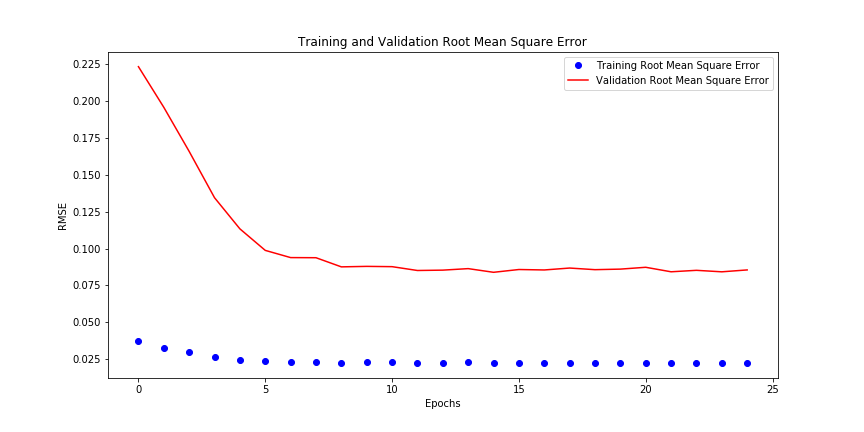 Training and Validation Root Mean Square Error
Training Root Mean Square Error
Validation Root Mean Square Error
0.225
0.200
0.175
0.150
0.125
0.100
0.075
0.050
0.025
RMSE
0 5 10 15 20 25
Epochs